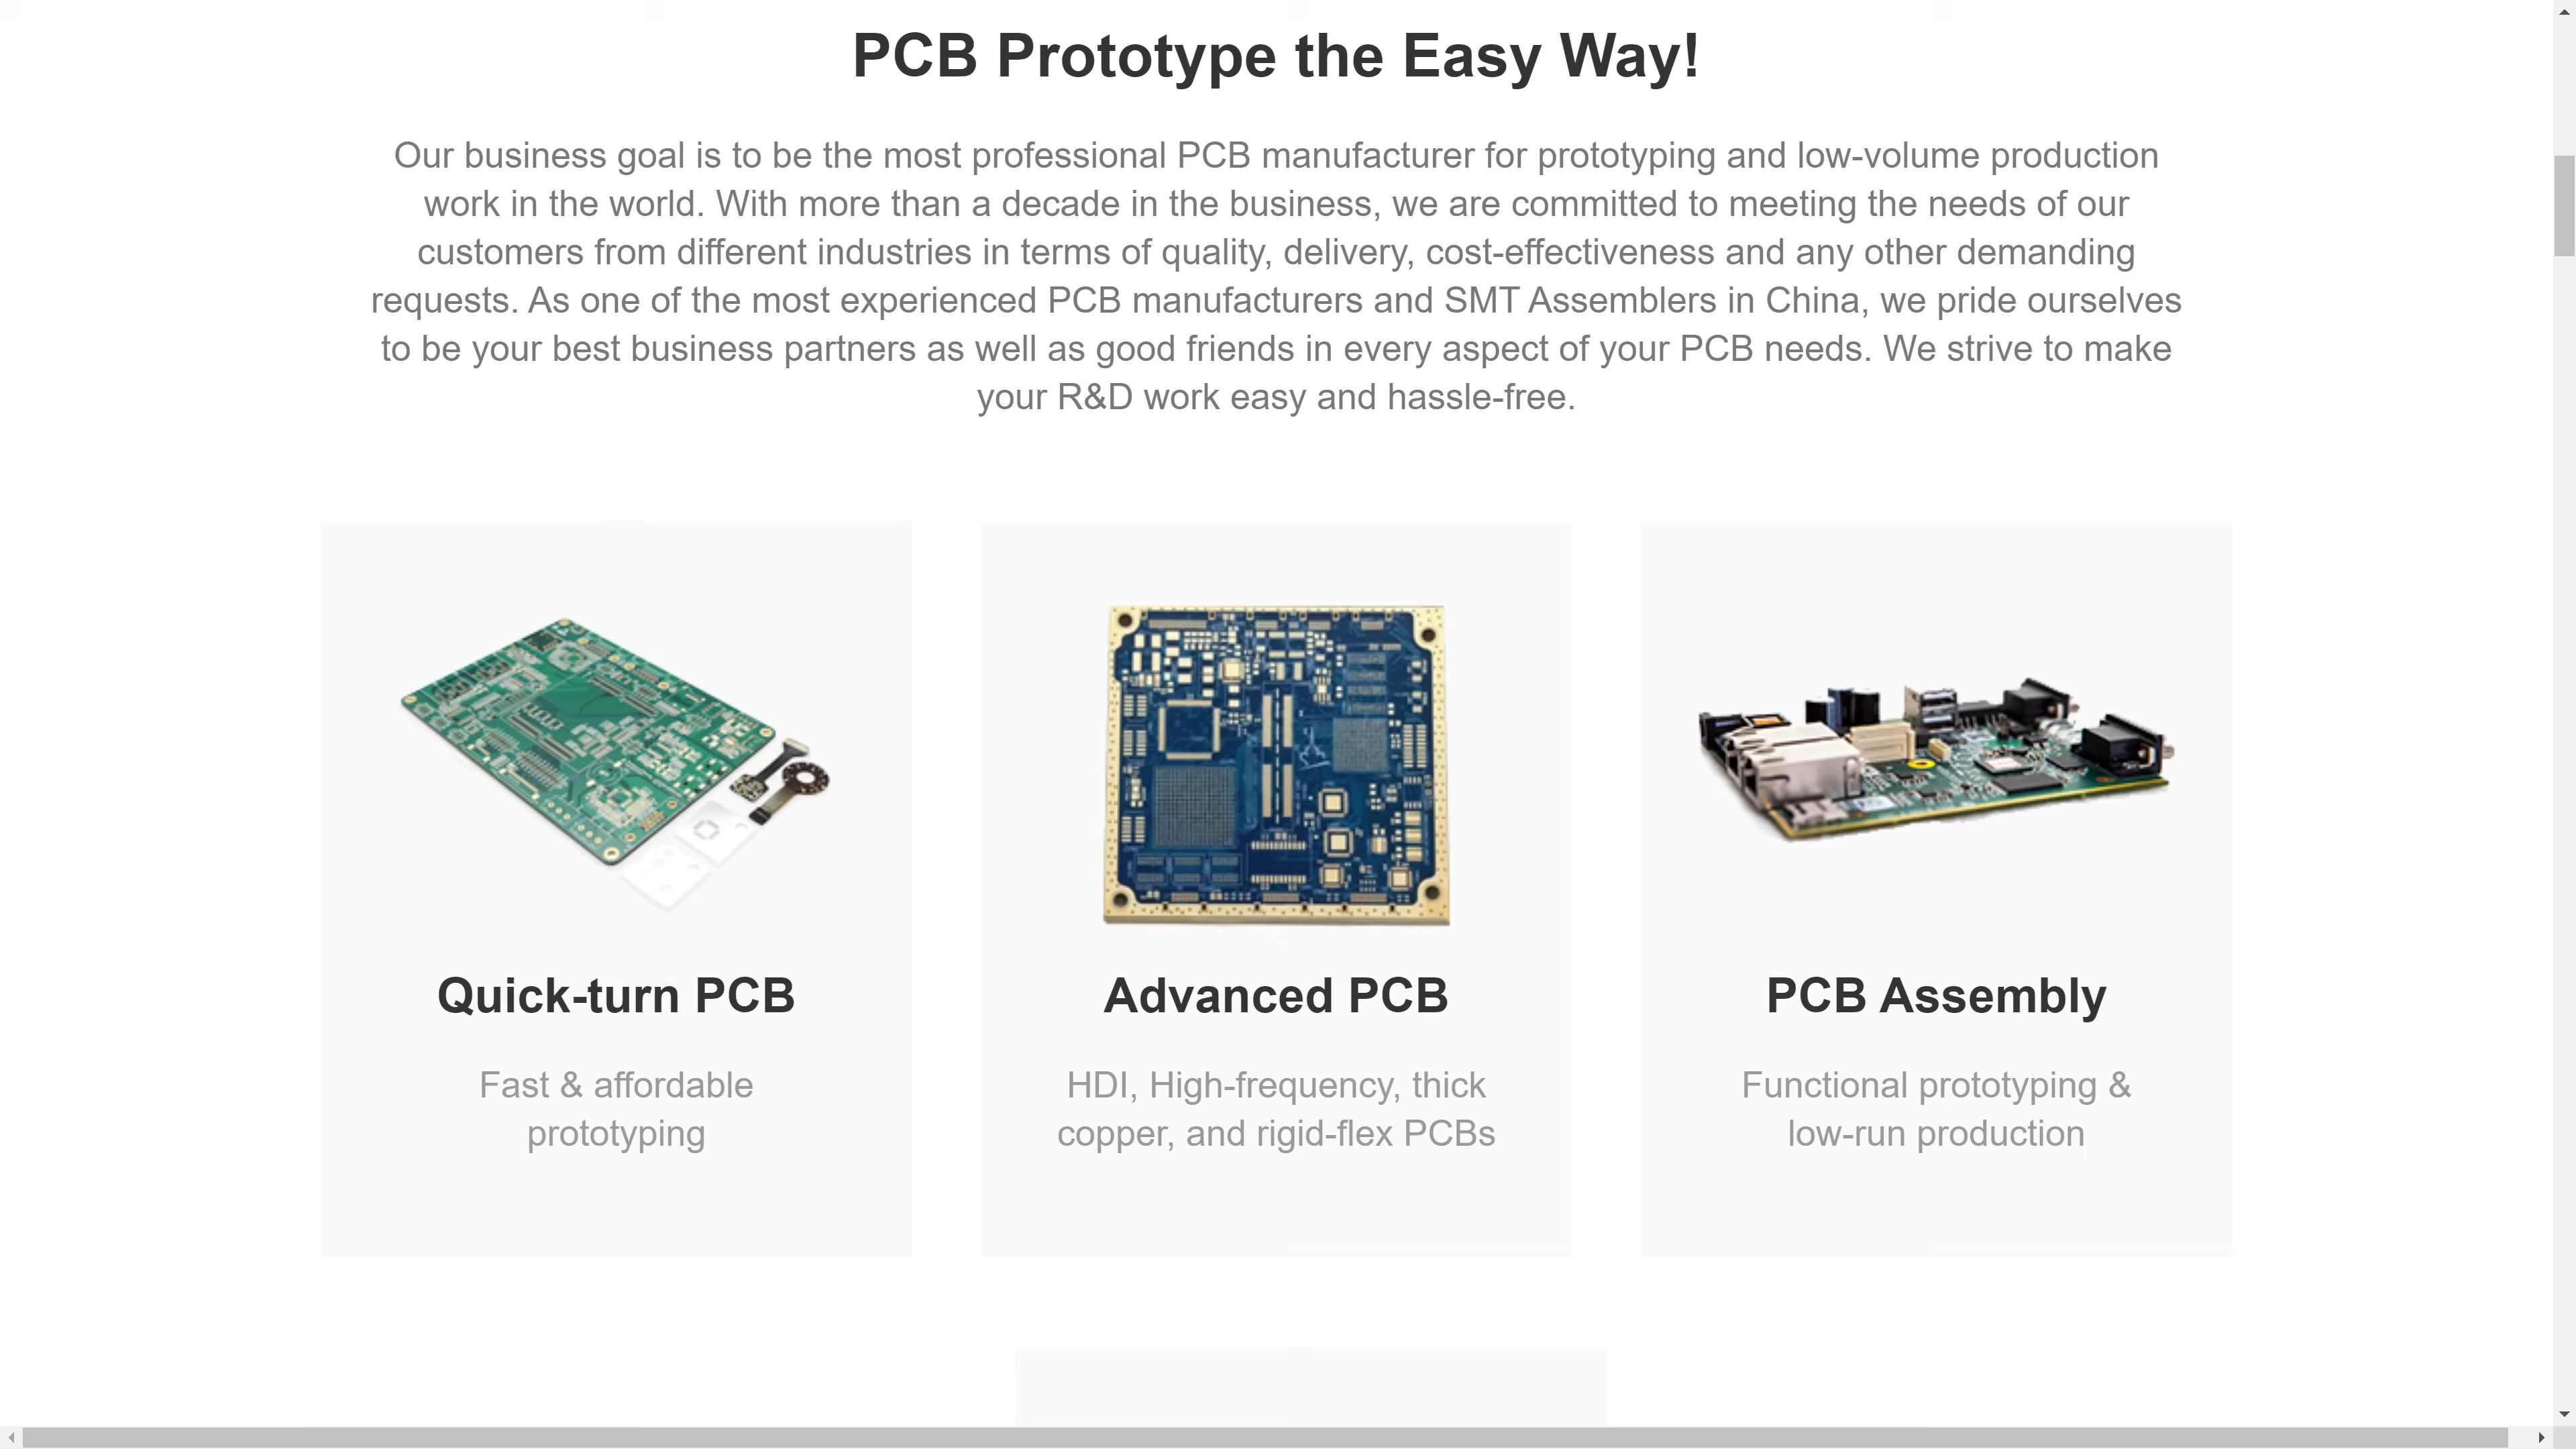 PCB Prototype the Easy Way!
Our business goal is to be the most professional PCB manufacturer for prototyping and low-volume production
work in the world. With more than a decade in the business, we are committed to meeting the needs of our
customers from different industries in terms of quality, delivery, cost-effectiveness and any other demanding
requests. As one of the most experienced PCB manufacturers and SMT Assemblers in China, we pride ourselves
to be your best business partners as well as good friends in every aspect of your PCB needs. We strive to make
your R&D work easy and hassle-free.
Quick-turn PCB
Fast & affordable
prototyping
Advanced PCB
HDI, High-frequency, thick
copper, and rigid-flex PCBs
PCB Assembly
Functional prototyping &
low-run production